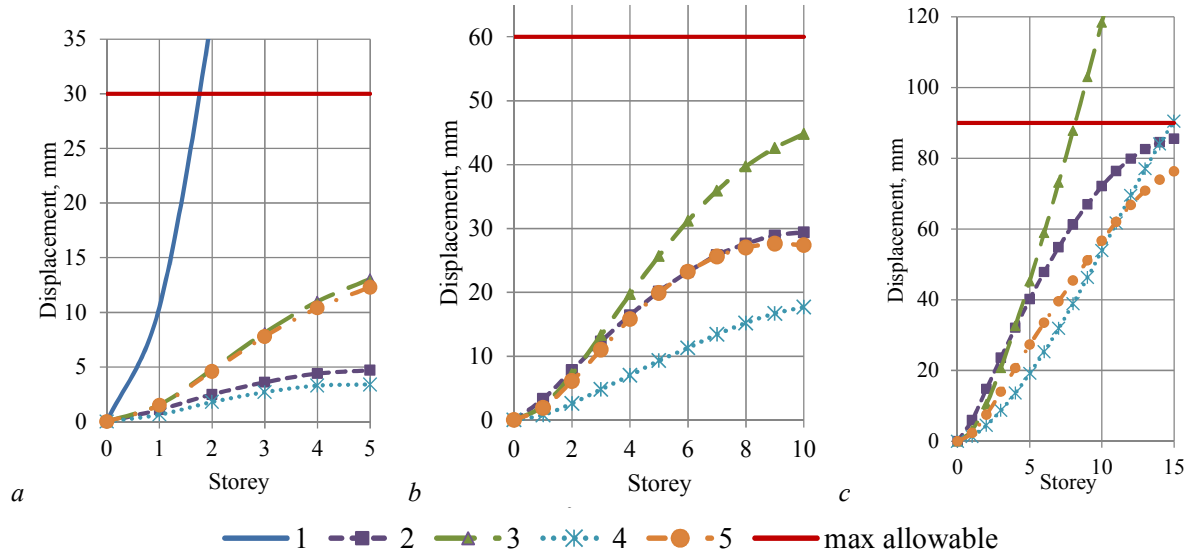 Displacement, mm
35
30
25
20
15
10
5
0
0 1 2 3 4 5
Storey
a
Displacement, mm
60
50
40
30
20
10
0
0 2 4 6 8 10
Storey
b
Displacement, mm
120
100
80
60
40
20
0
0 5 10 15
Storey
c
1 2 3 4 5 max allowable